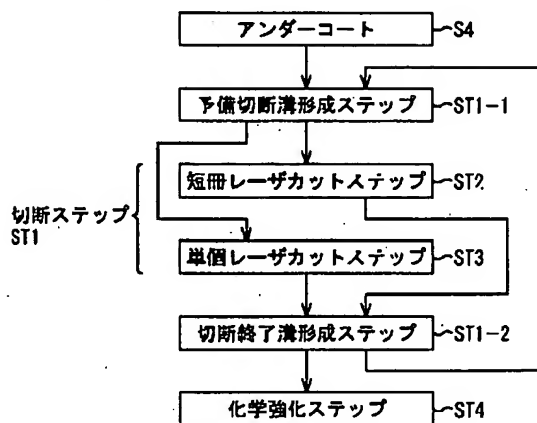 アンダーコート
S4
予備切断溝形成ステップ
ST1-1
短冊レーザカットステップ
ST2
切断ステップ
ST1
単個レーザカットステップ
ST3
切断終了溝形成ステップ
ST1-2
化学強化ステップ
ST4